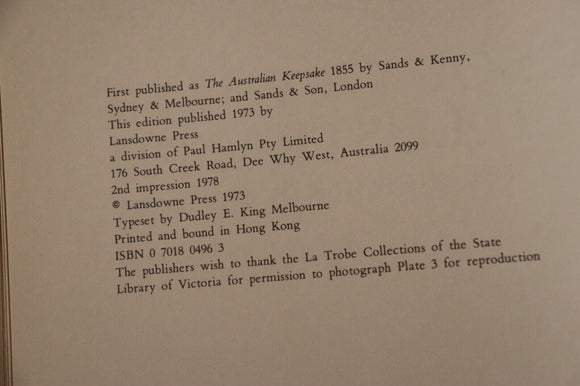 First published as The Australian Keepsake 1855 by Sands & Kenny,
Sydney & Melbourne; and Sands & Son, London
This edition published 1973 by
Lansdowne Press
a division of Paul Hamlyn Pty Limited
176 South Creek Road, Dee Why West, Australia 2099
2nd impression 1978
© Lansdowne Press 1973
Typeset by Dudley E. King Melbourne
Printed and bound in Hong Kong
ISBN 0 7018 0496 3
The publishers wish to thank the La Trobe Collections of the State
Library of Victoria for permission to photograph Plate 3 for reproduction